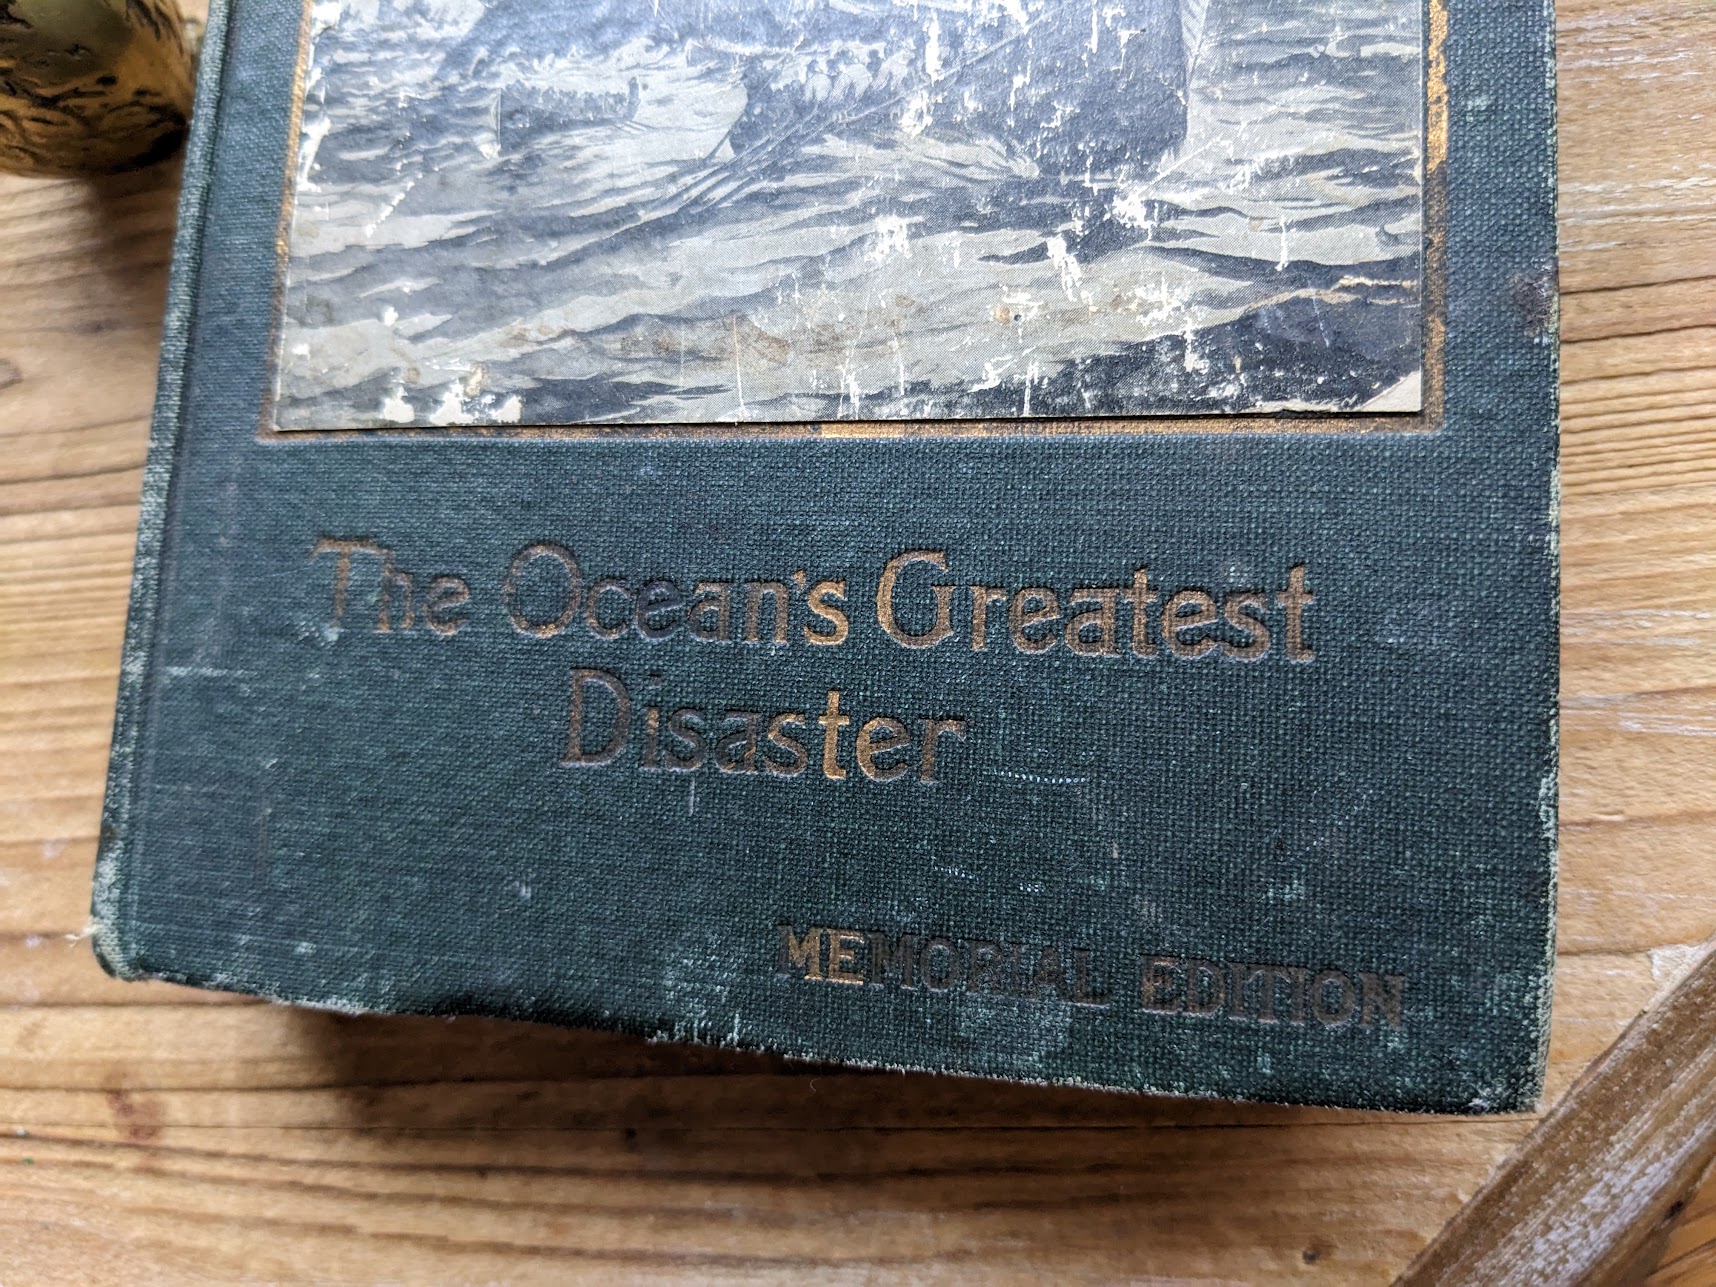 The Ocean's Greatest
Disaster
MEMORIAL EDITION